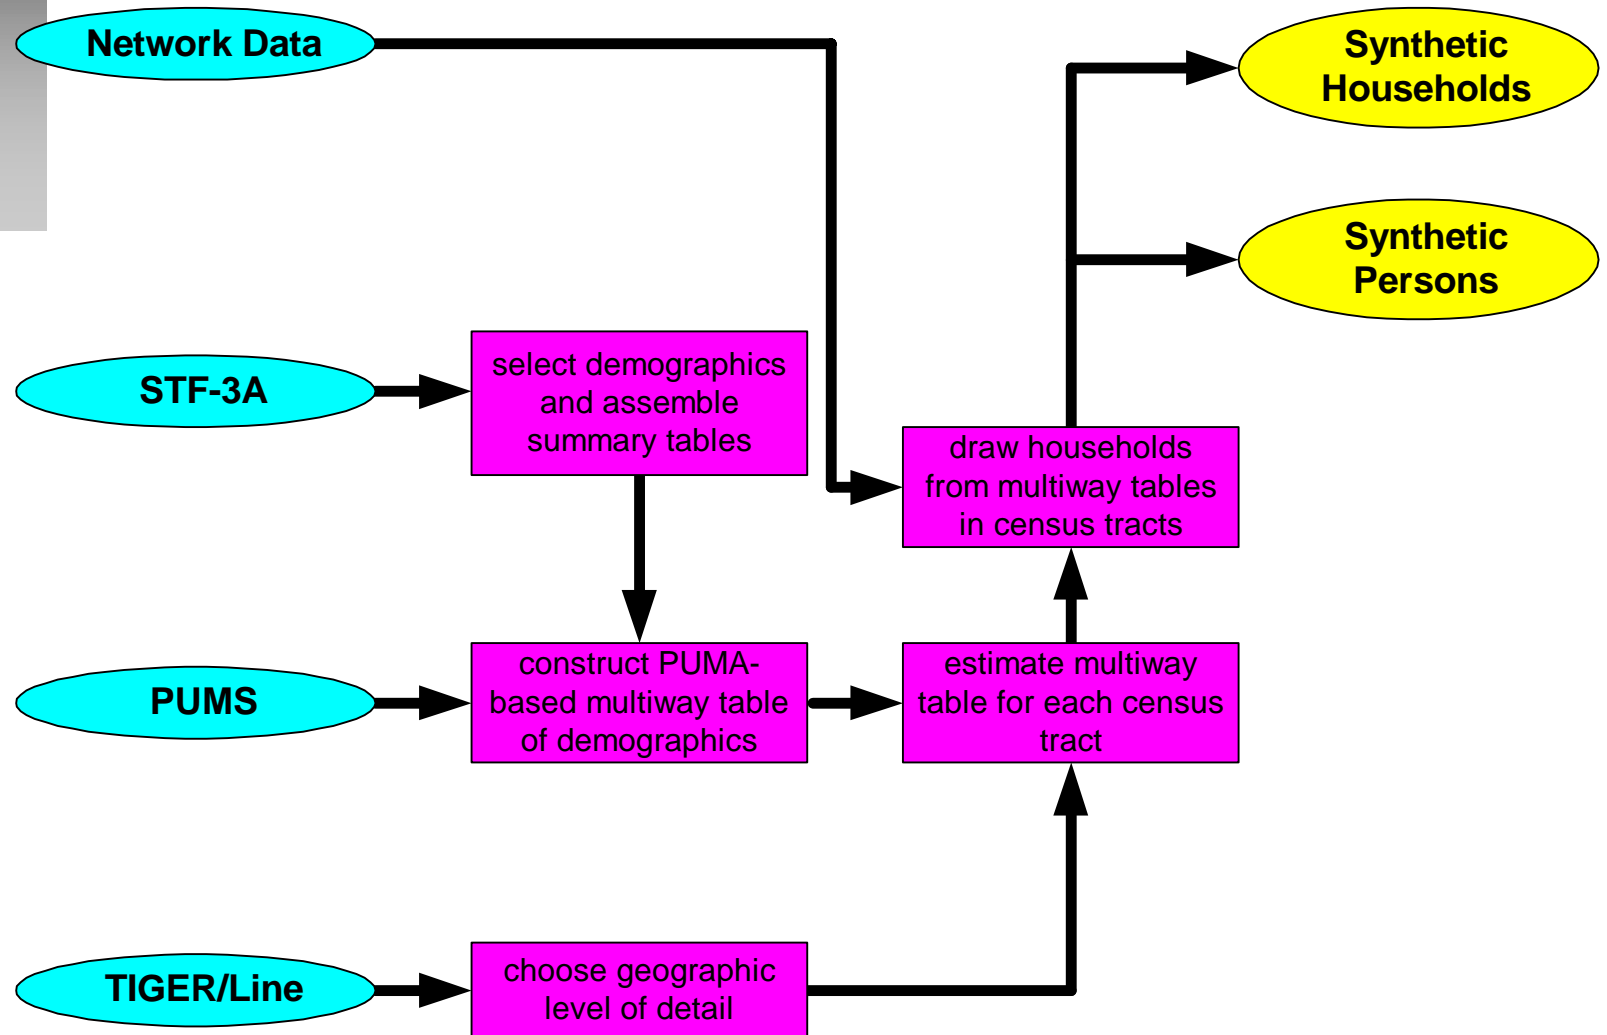 Network Data
Synthetic
Households
Synthetic
Persons
STF-3A
select demographics
and assemble
summary tables
draw households
from multiway tables
in census tracts
PUMS
construct PUMA-
based multiway table
of demographics
estimate multiway
table for each census
tract
TIGER/Line
choose geographic
level of detail